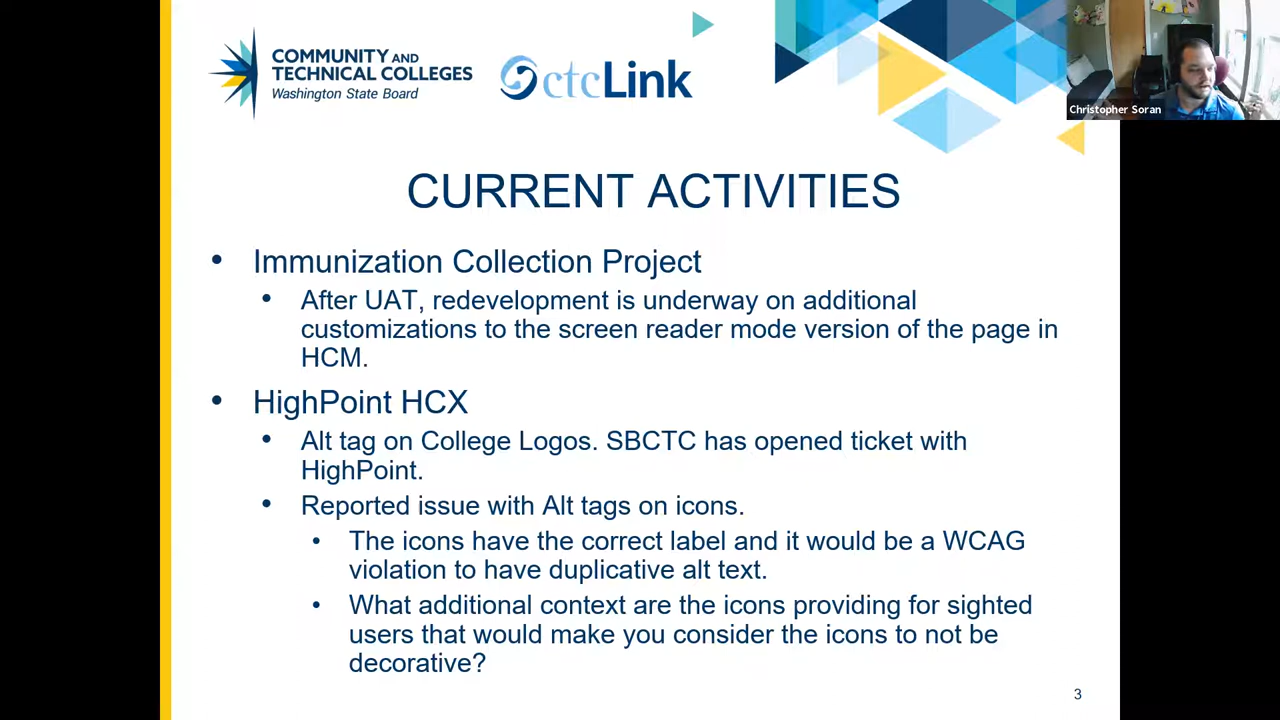 COMMUNITY AND
TECHNICAL COLLEGES
Washington State Board
ctcLink
Christopher Soran
CURRENT ACTIVITIES
• Immunization Collection Project
• After UAT, redevelopment is underway on additional
customizations to the screen reader mode version of the page in
HCM.
• HighPoint HCX
• Alt tag on College Logos. SBCTC has opened ticket with
HighPoint.
• Reported issue with Alt tags on icons.
• The icons have the correct label and it would be a WCAG
violation to have duplicative alt text.
• What additional context are the icons providing for sighted
users that would make you consider the icons to not be
decorative?
3